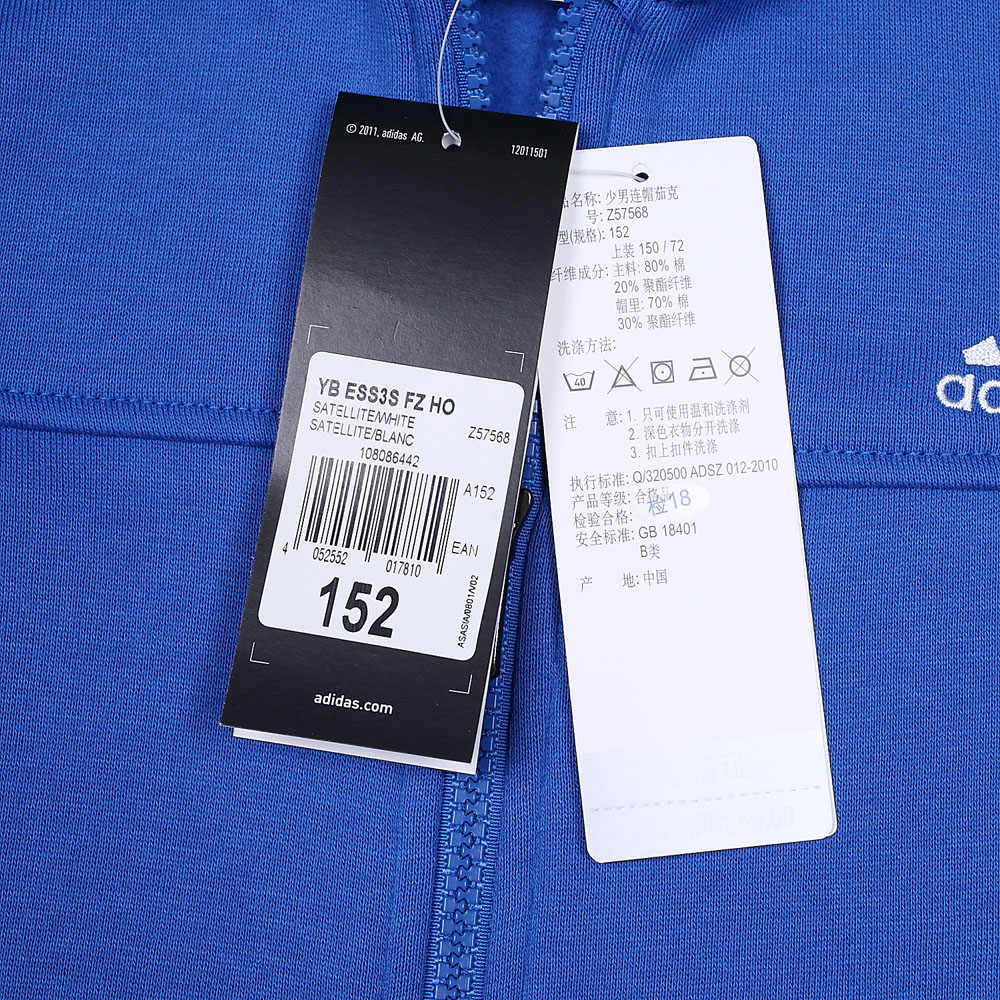 © 2011, adidas AG.
12011501
YB ESS3S FZ HO
SATELLITE/WHITE
SATELLITE/BLANC
Z57568
108086442
A152
EAN
4 052552 017810
152
ASASIA/0801/V02
adidas.com
名称: 少男连帽茄克
号: Z57568
型(规格): 152
上装 150 / 72
纤维成分: 主料: 80% 棉
20% 聚酯纤维
帽里: 70% 棉
30% 聚酯纤维
洗涤方法:
40
注 意: 1. 只可使用温和洗涤剂
2. 深色衣物分开洗涤
3. 扣上扣件洗涤
执行标准: Q/320500 ADSZ 012-2010
产品等级: 合格品
检验合格: 检18
安全标准: GB 18401
B类
产 地: 中国
合格证